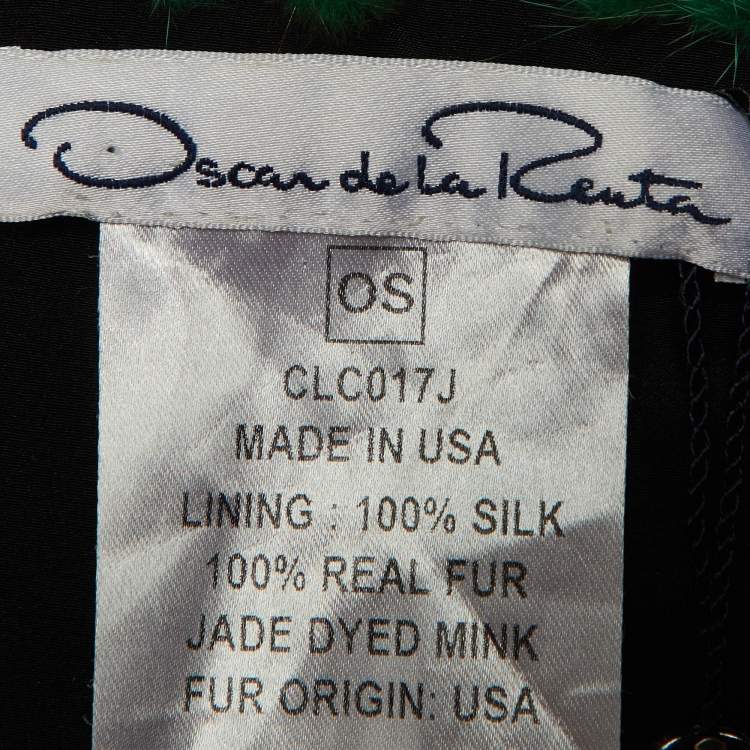 Oscar de la Renta
OS
CLC017J
MADE IN USA
LINING : 100% SILK
100% REAL FUR
JADE DYED MINK
FUR ORIGIN: USA